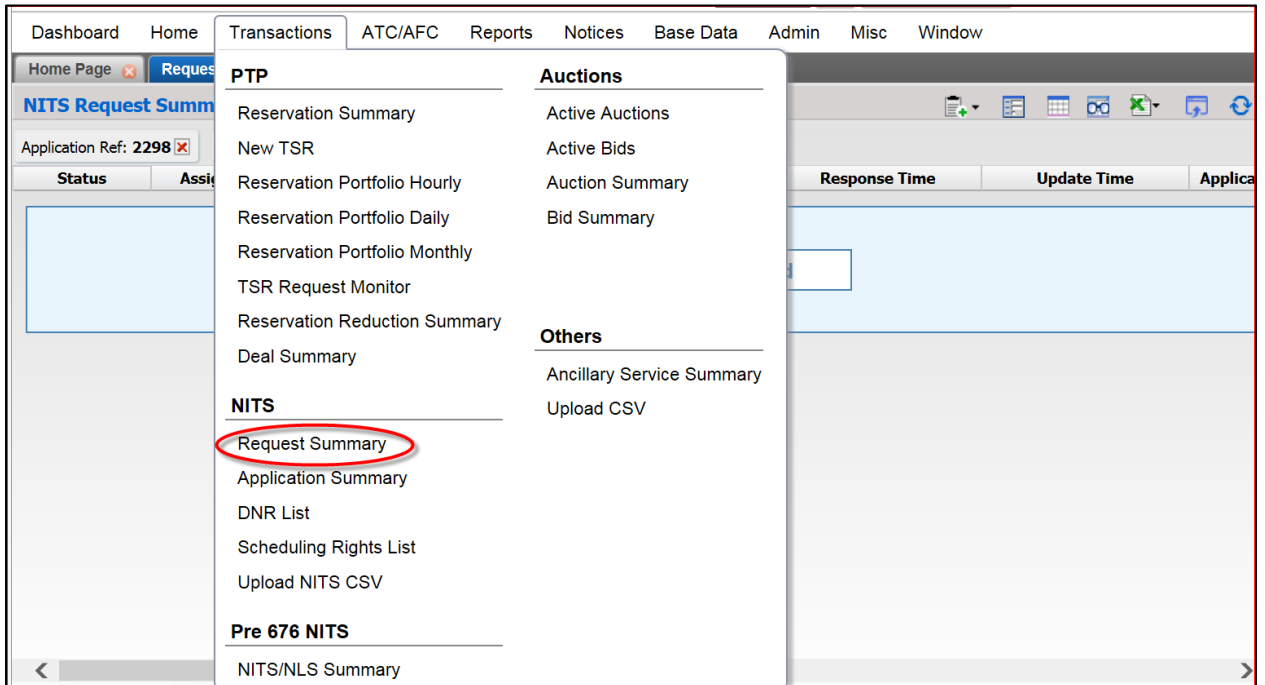 Dashboard Home Transactions ATC/AFC Reports Notices Base Data Admin Misc Window
Home Page Reques
NITS Request Summ
Application Ref: 2298
Status Assig Response Time Update Time Applica
PTP
Reservation Summary
New TSR
Reservation Portfolio Hourly
Reservation Portfolio Daily
Reservation Portfolio Monthly
TSR Request Monitor
Reservation Reduction Summary
Deal Summary
NITS
Request Summary
Application Summary
DNR List
Scheduling Rights List
Upload NITS CSV
Pre 676 NITS
NITS/NLS Summary
Auctions
Active Auctions
Active Bids
Auction Summary
Bid Summary
Others
Ancillary Service Summary
Upload CSV